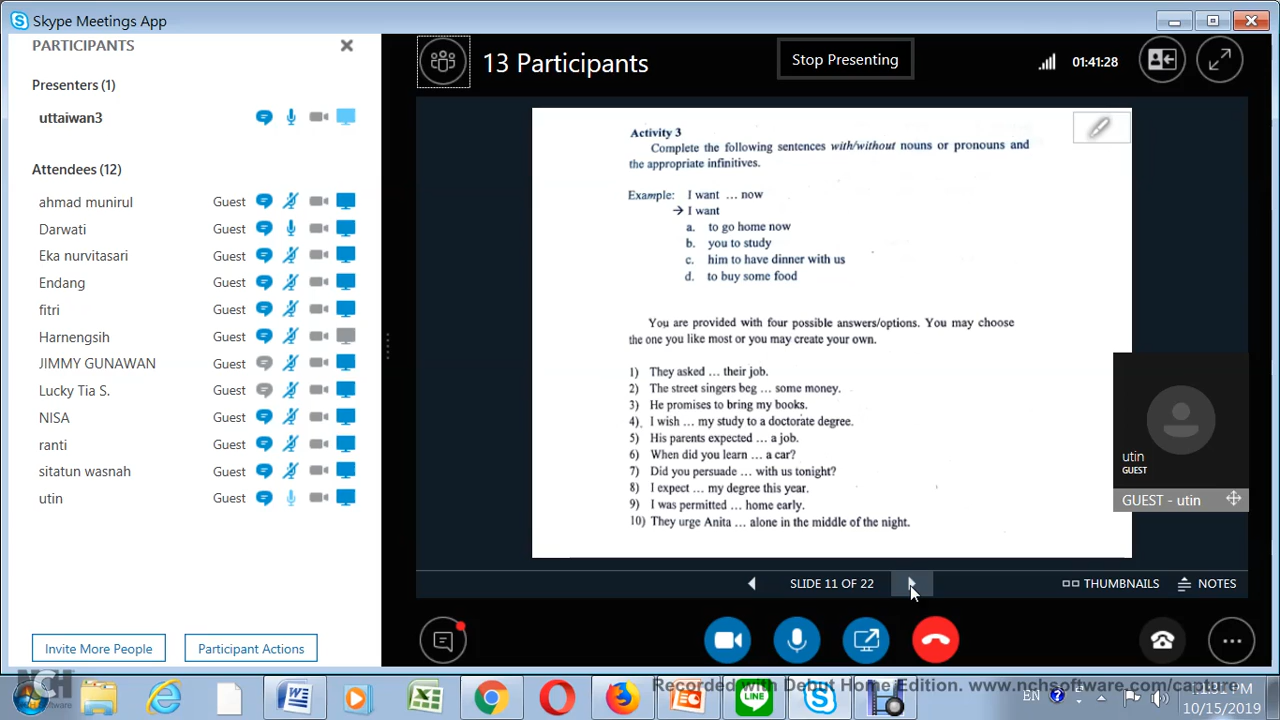 Skype Meetings App
PARTICIPANTS
Presenters (1)
uttaiwan3
Attendees (12)
ahmad munirul Guest
Darwati Guest
Eka nurvitasari Guest
Endang Guest
fitri Guest
Harnengsih Guest
JIMMY GUNAWAN Guest
Lucky Tia S. Guest
NISA Guest
ranti Guest
sitatun wasnah Guest
utin Guest
Invite More People
Participant Actions
13 Participants
Stop Presenting
01:41:28
Activity 3
Complete the following sentences with/without nouns or pronouns and
the appropriate infinitives.
Example: I want ... now
→ I want
a. to go home now
b. you to study
c. him to have dinner with us
d. to buy some food
You are provided with four possible answers/options. You may choose
the one you like most or you may create your own.
1) They asked ... their job.
2) The street singers beg ... some money.
3) He promises to bring my books.
4) I wish ... my study to a doctorate degree.
5) His parents expected ... a job.
6) When did you learn ... a car?
7) Did you persuade ... with us tonight?
8) I expect ... my degree this year.
9) I was permitted ... home early.
10) They urge Anita ... alone in the middle of the night.
utin
GUEST
GUEST - utin
SLIDE 11 OF 22
THUMBNAILS
NOTES
NCH
Software
Recorded with Debut Home Edition. www.nchsoftware.com/capture
LINE
EN
10/15/2019